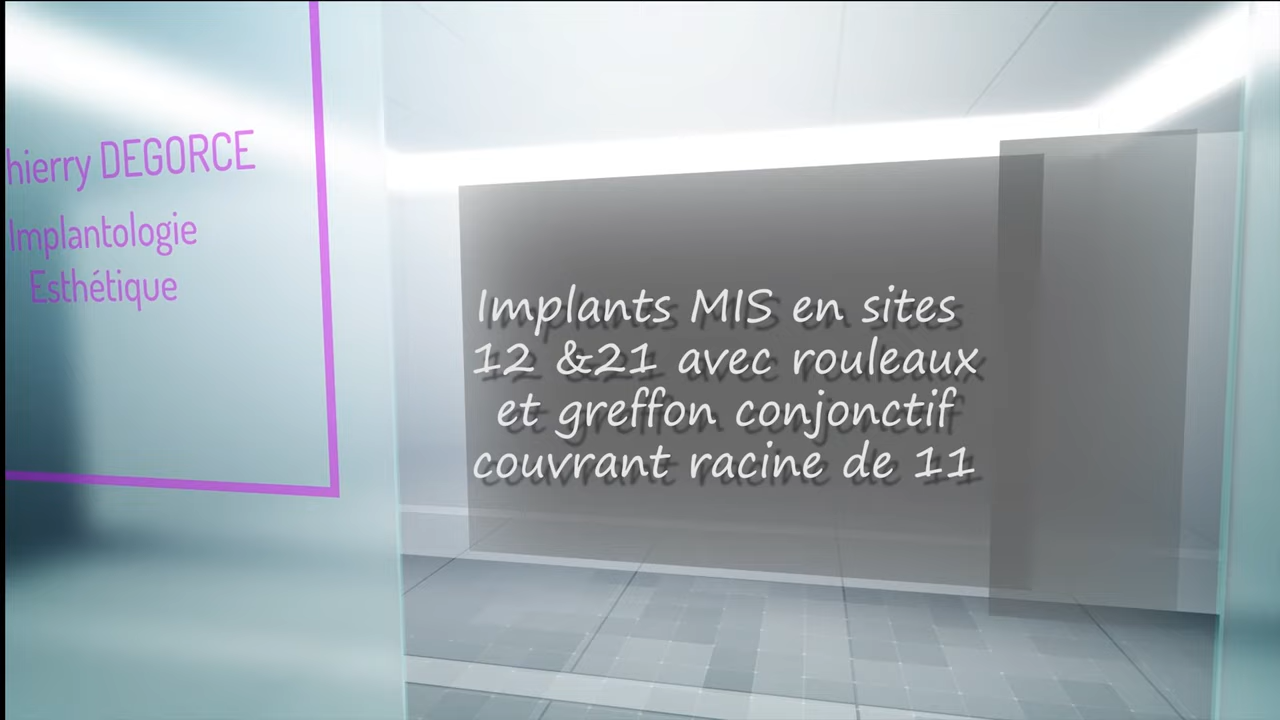 hierry DEGORCE
Implantologie
Esthétique
Implants MIS en sites
12 &21 avec rouleaux
et greffon conjonctif
couvrant racine de 11